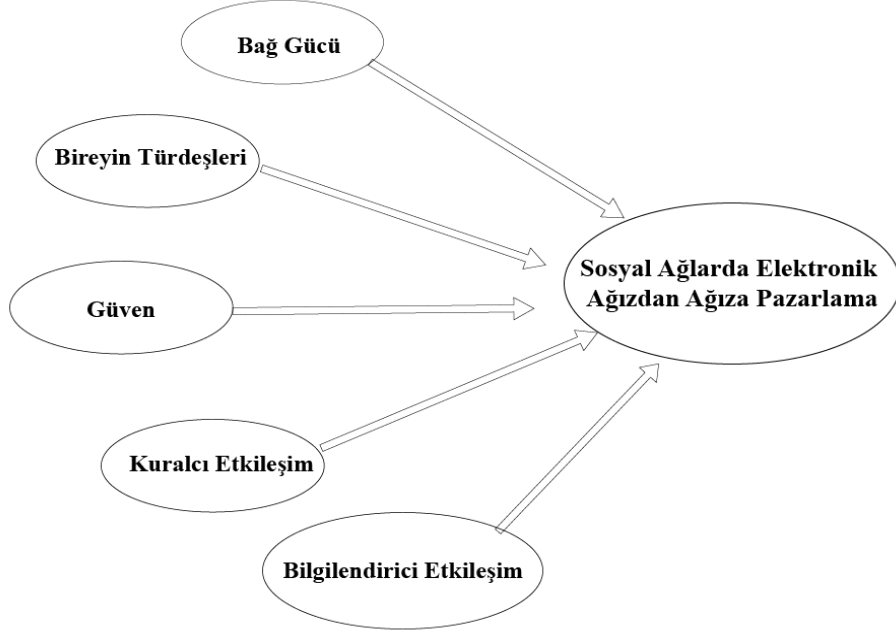 Bağ Gücü
Bireyin Türdeşleri
Güven
Kuralcı Etkileşim
Bilgilendirici Etkileşim
Sosyal Ağlarda Elektronik
Ağızdan Ağıza Pazarlama